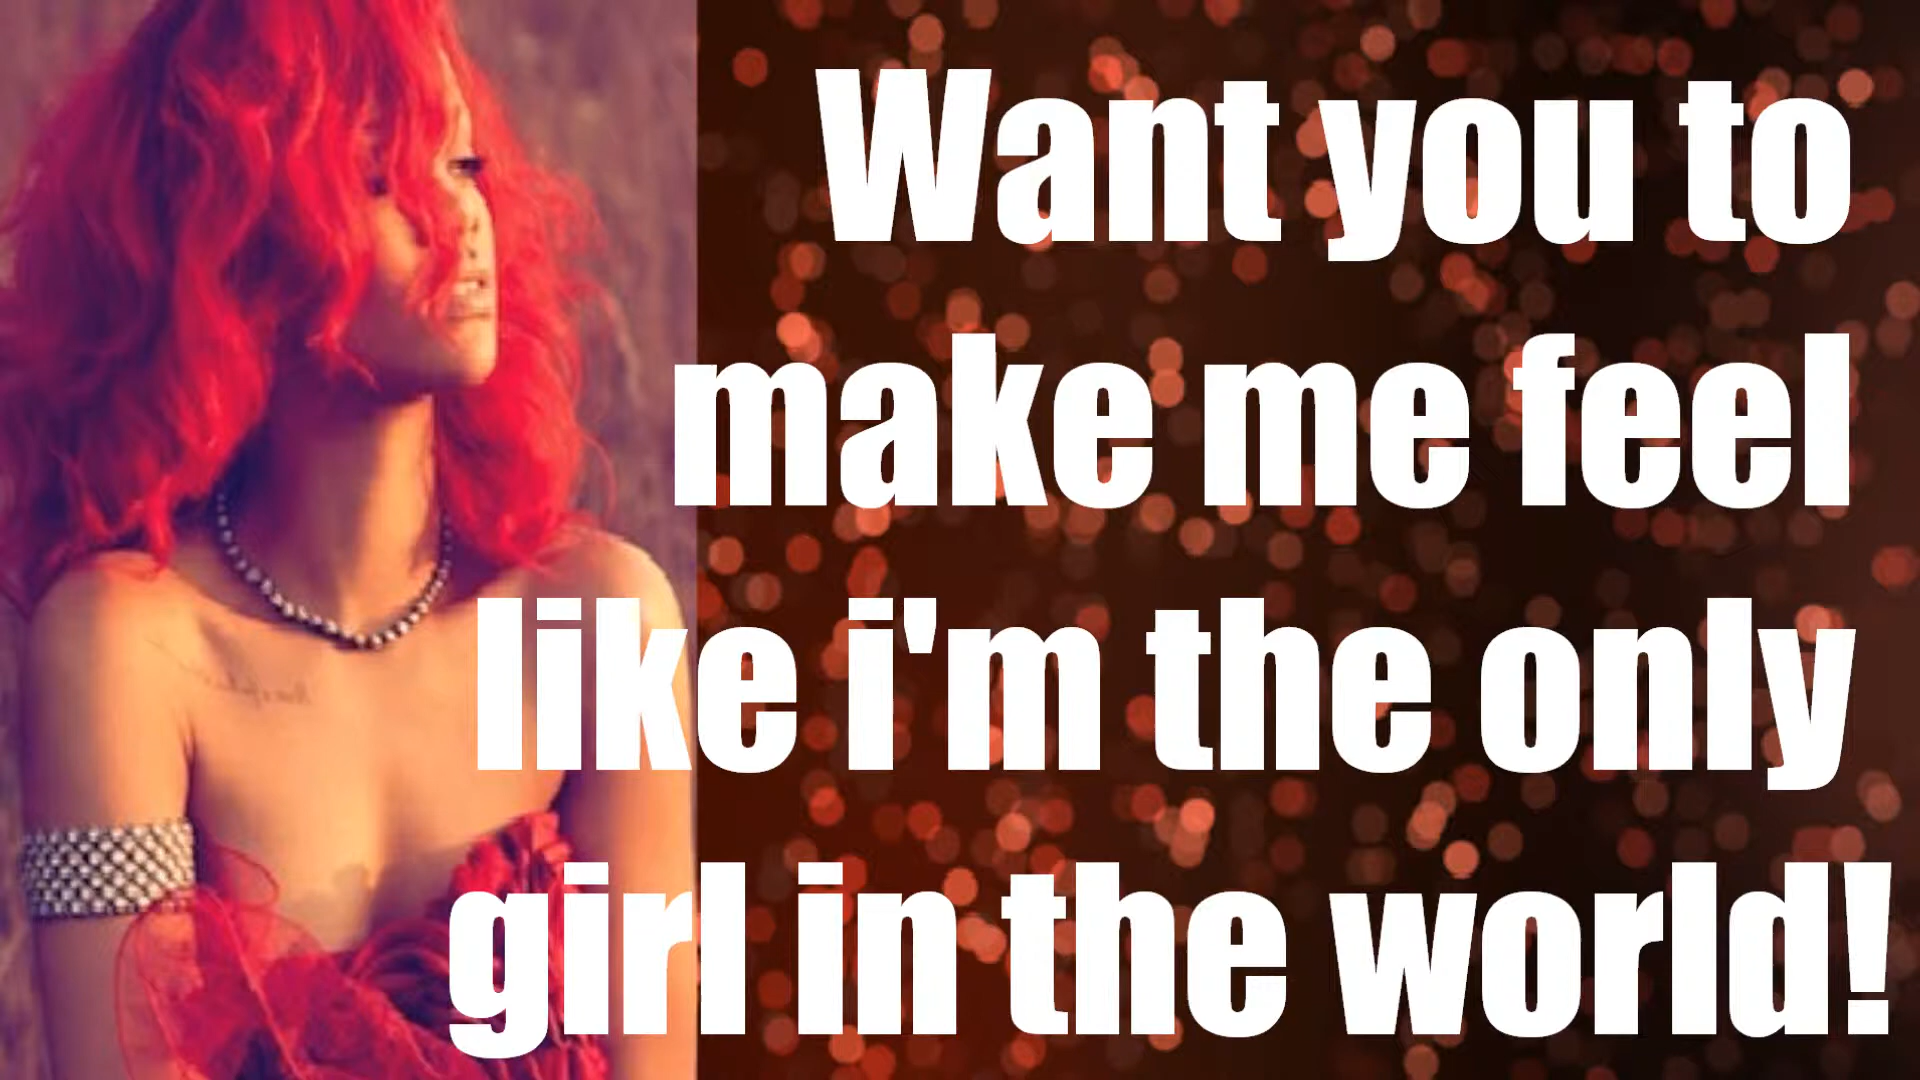 Want you to
make me feel
like i'm the only
girl in the world!